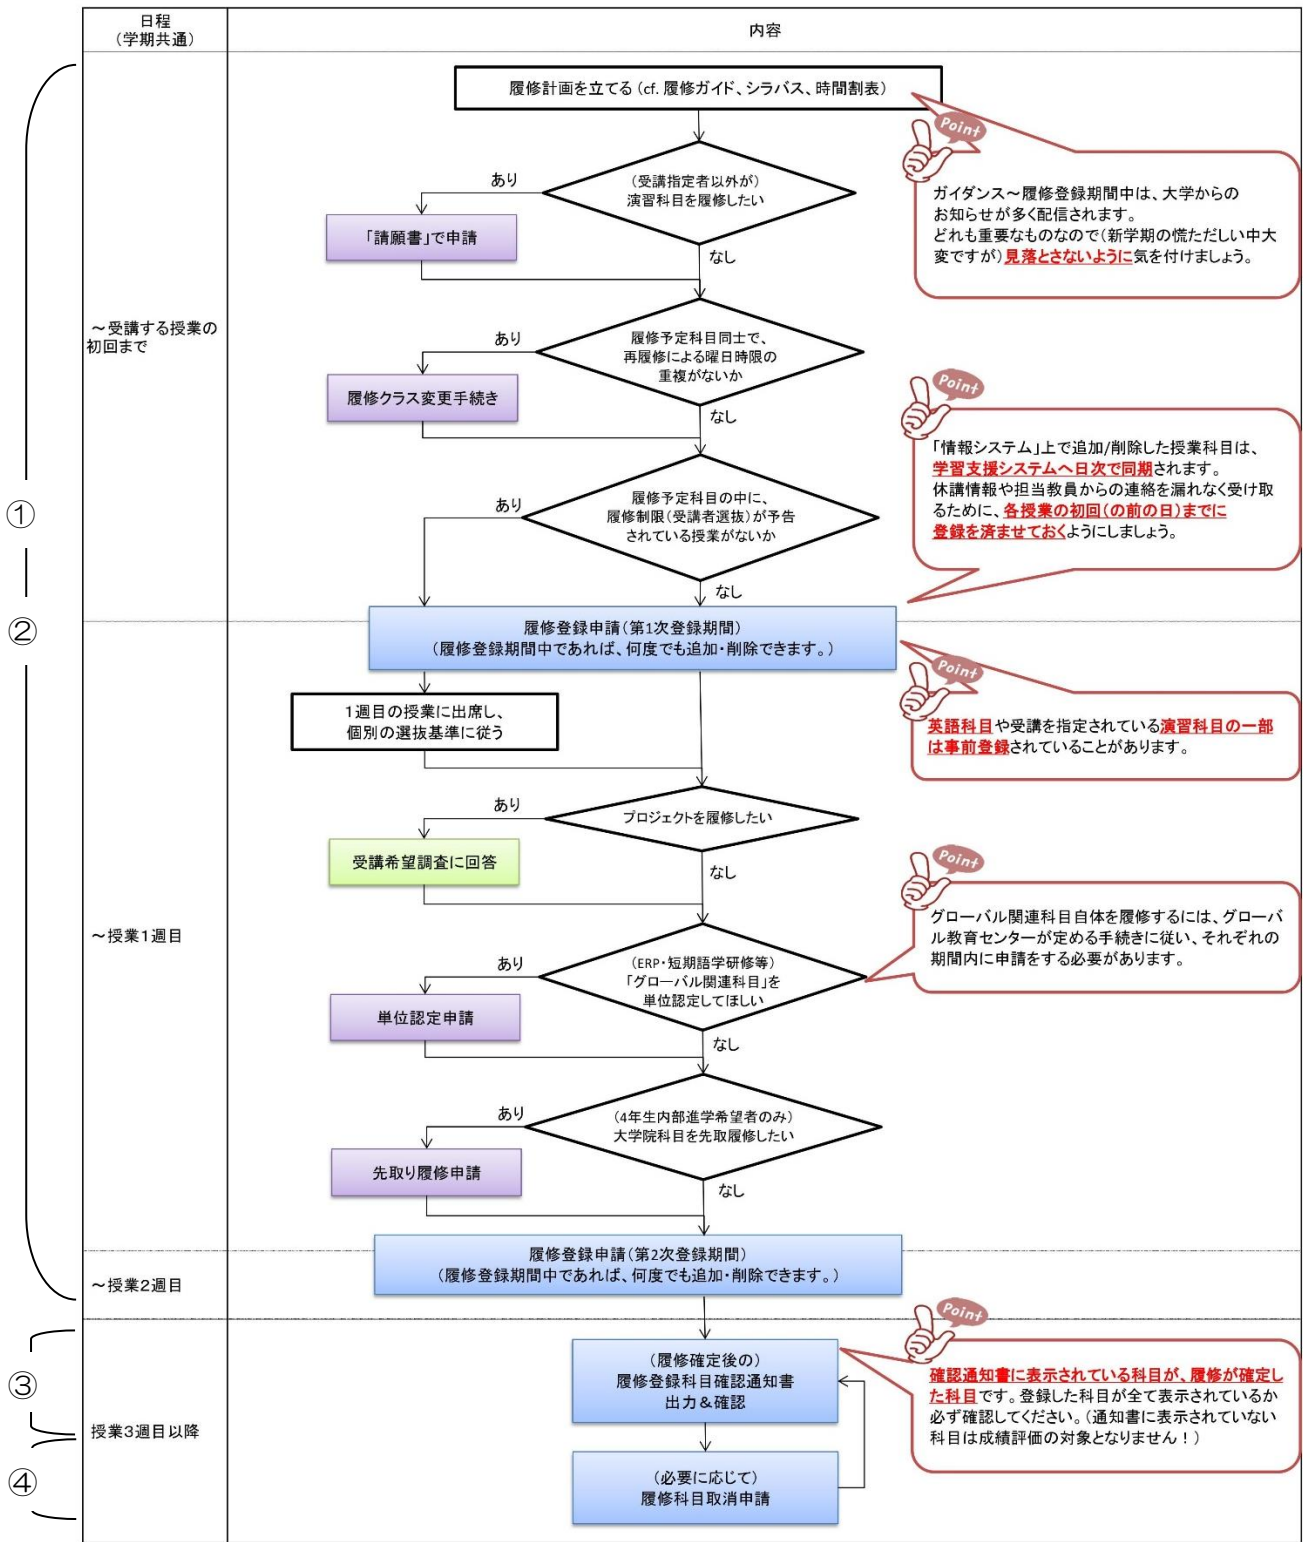 日程
(学期共通)
内容
①
②
③
④
～受講する授業の
初回まで
履修計画を立てる (cf. 履修ガイド、シラバス、時間割表)
(受講指定者以外が)
演習科目を履修したい
あり
「請願書」で申請
なし
Point
ガイダンス～履修登録期間中は、大学からの
お知らせが多く配信されます。
どれも重要なものなので(新学期の慌ただしい中大
変ですが)見落とさないように気を付けましょう。
履修予定科目同士で、
再履修による曜日時限の
重複がないか
あり
履修クラス変更手続き
なし
履修予定科目の中に、
履修制限(受講者選抜)が予告
されている授業がないか
あり
なし
Point
「情報システム」上で追加/削除した授業科目は、
学習支援システムへ日次で同期されます。
休講情報や担当教員からの連絡を漏れなく受け取
るために、各授業の初回(の前の日)までに
登録を済ませておくようにしましょう。
履修登録申請(第1次登録期間)
(履修登録期間中であれば、何度でも追加・削除できます。)
～授業1週目
1週目の授業に出席し、
個別の選抜基準に従う
Point
英語科目や受講を指定されている演習科目の一部
は事前登録されていることがあります。
プロジェクトを履修したい
あり
受講希望調査に回答
なし
(ERP・短期語学研修等)
「グローバル関連科目」を
単位認定してほしい
あり
単位認定申請
なし
Point
グローバル関連科目自体を履修するには、グローバ
ル教育センターが定める手続きに従い、それぞれの
期間内に申請をする必要があります。
(4年生内部進学希望者のみ)
大学院科目を先取履修したい
あり
先取り履修申請
なし
履修登録申請(第2次登録期間)
(履修登録期間中であれば、何度でも追加・削除できます。)
～授業2週目
授業3週目以降
(履修確定後の)
履修登録科目確認通知書
出力＆確認
(必要に応じて)
履修科目取消申請
Point
確認通知書に表示されている科目が、履修が確定し
た科目です。登録した科目が全て表示されているか
必ず確認してください。(通知書に表示されていない
科目は成績評価の対象となりません！)